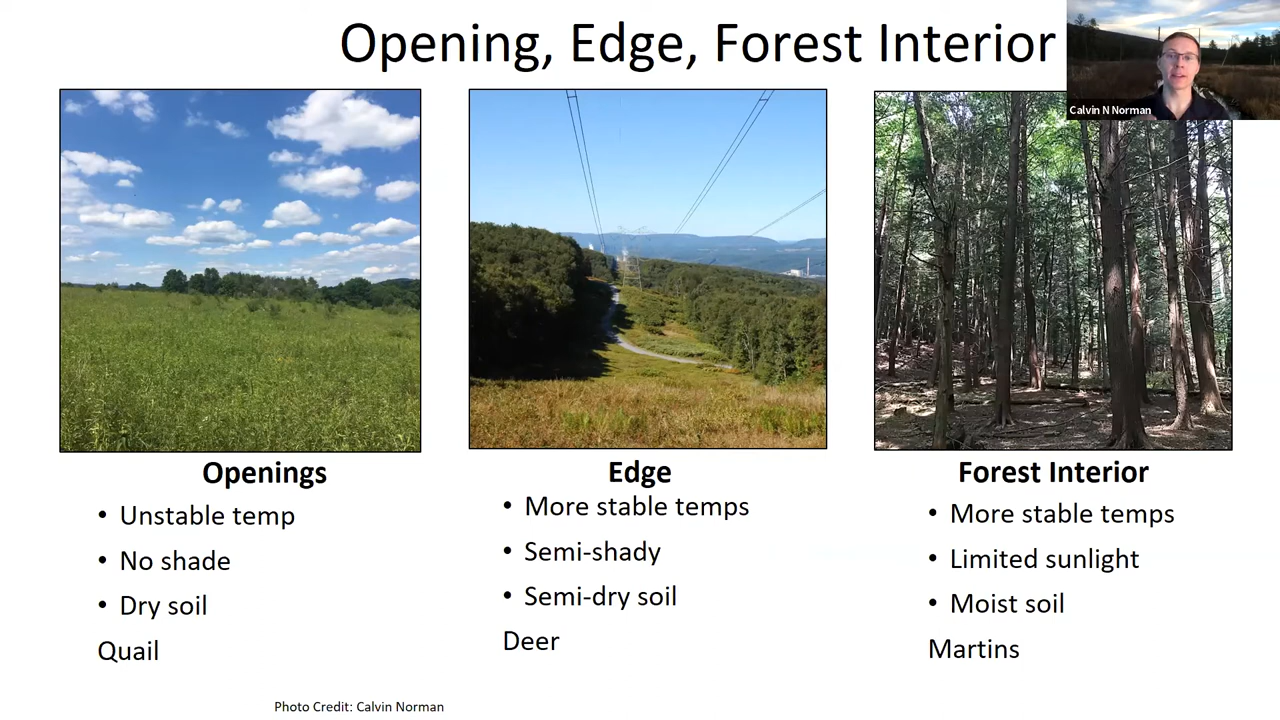 Opening, Edge, Forest Interior
Calvin N Norman
Openings
• Unstable temp
• No shade
• Dry soil
Quail
Edge
• More stable temps
• Semi-shady
• Semi-dry soil
Deer
Forest Interior
• More stable temps
• Limited sunlight
• Moist soil
Martins
Photo Credit: Calvin Norman